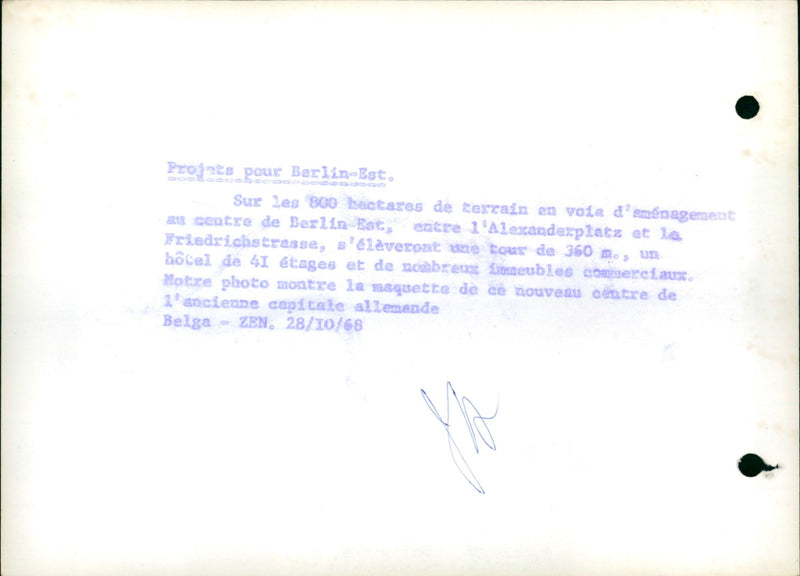 Projets pour Berlin-Est.
Sur les 800 hectares de terrain en voie d'aménagement
au centre de Berlin Est, entre l'Alexanderplatz et la
Friedrichstrasse, s'élèveront une tour de 360 m., un
hôtel de 4I étages et de nombreux immeubles commerciaux.
Notre photo montre la maquette de ce nouveau centre de
l'ancienne capitale allemande
Belga - ZEN. 28/IO/68